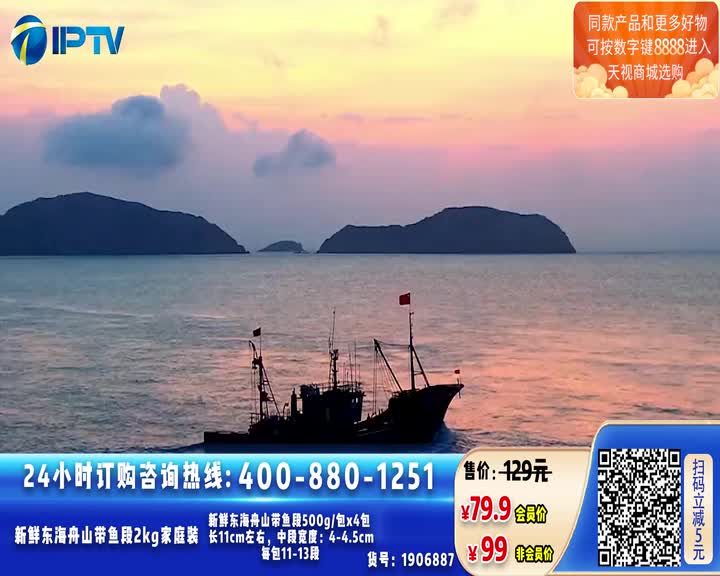 IPTV
同款产品和更多好物
可按数字键8888进入
天视商城选购
24小时订购咨询热线:400-880-1251
新鲜东海舟山带鱼段2kg家庭装
新鲜东海舟山带鱼段500g/包x4包
长11cm左右，中段宽度：4-4.5cm
每包11-13段
货号：1906887
售价：129元
¥79.9 会员价
¥99 非会员价
扫码立减5元